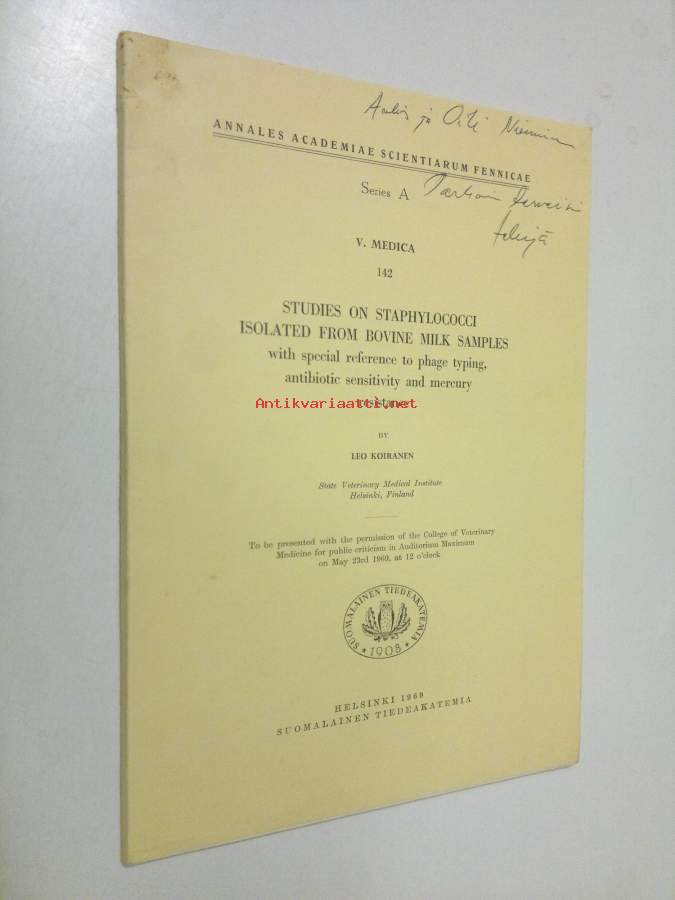 ja
ANNALES ACADEMIAE SCIENTIARUM FENNICAE
Series A
tekijä
V. MEDICA
142
STUDIES ON STAPHYLOCOCCI
ISOLATED FROM BOVINE MILK SAMPLES
with special reference to phage typing,
antibiotic sensitivity and mercury
resistance
Antikvariaatti.net
BY
LEO KOIRANEN
State Veterinary Medical Institute
Helsinki, Finland
To be presented with the permission of the College of Veterinary
Medicine for public criticism in Auditorium Maximum
on May 23rd 1969, at 12 o'clock
SUOMALAINEN TIEDEAKATEMIA
1908
HELSINKI 1969
SUOMALAINEN TIEDEAKATEMIA